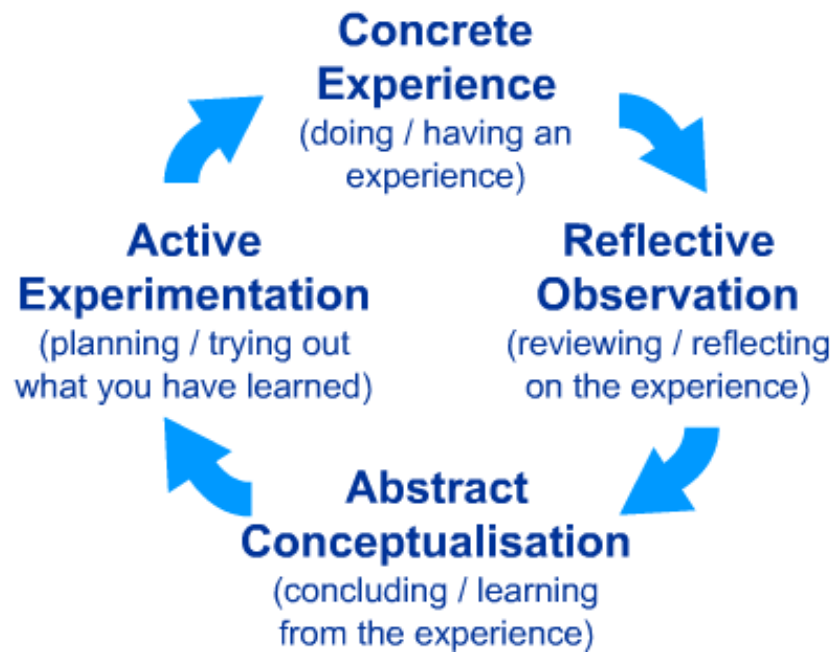 Concrete
Experience
(doing / having an
experience)
Active
Experimentation
(planning / trying out
what you have learned)
Reflective
Observation
(reviewing / reflecting
on the experience)
Abstract
Conceptualisation
(concluding / learning
from the experience)